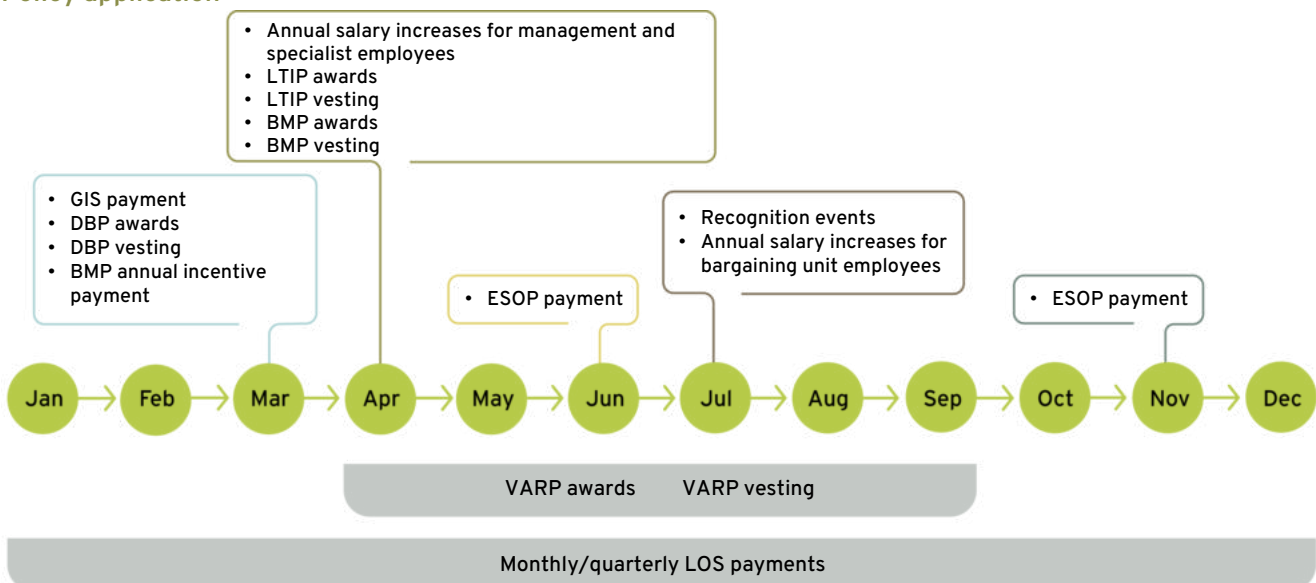 Policy application
• Annual salary increases for management and
specialist employees
• LTIP awards
• LTIP vesting
• BMP awards
• BMP vesting
• GIS payment
• DBP awards
• DBP vesting
• BMP annual incentive
payment
• ESOP payment
• Recognition events
• Annual salary increases for
bargaining unit employees
• ESOP payment
Jan Feb Mar Apr May Jun Jul Aug Sep Oct Nov Dec
VARP awards VARP vesting
Monthly/quarterly LOS payments